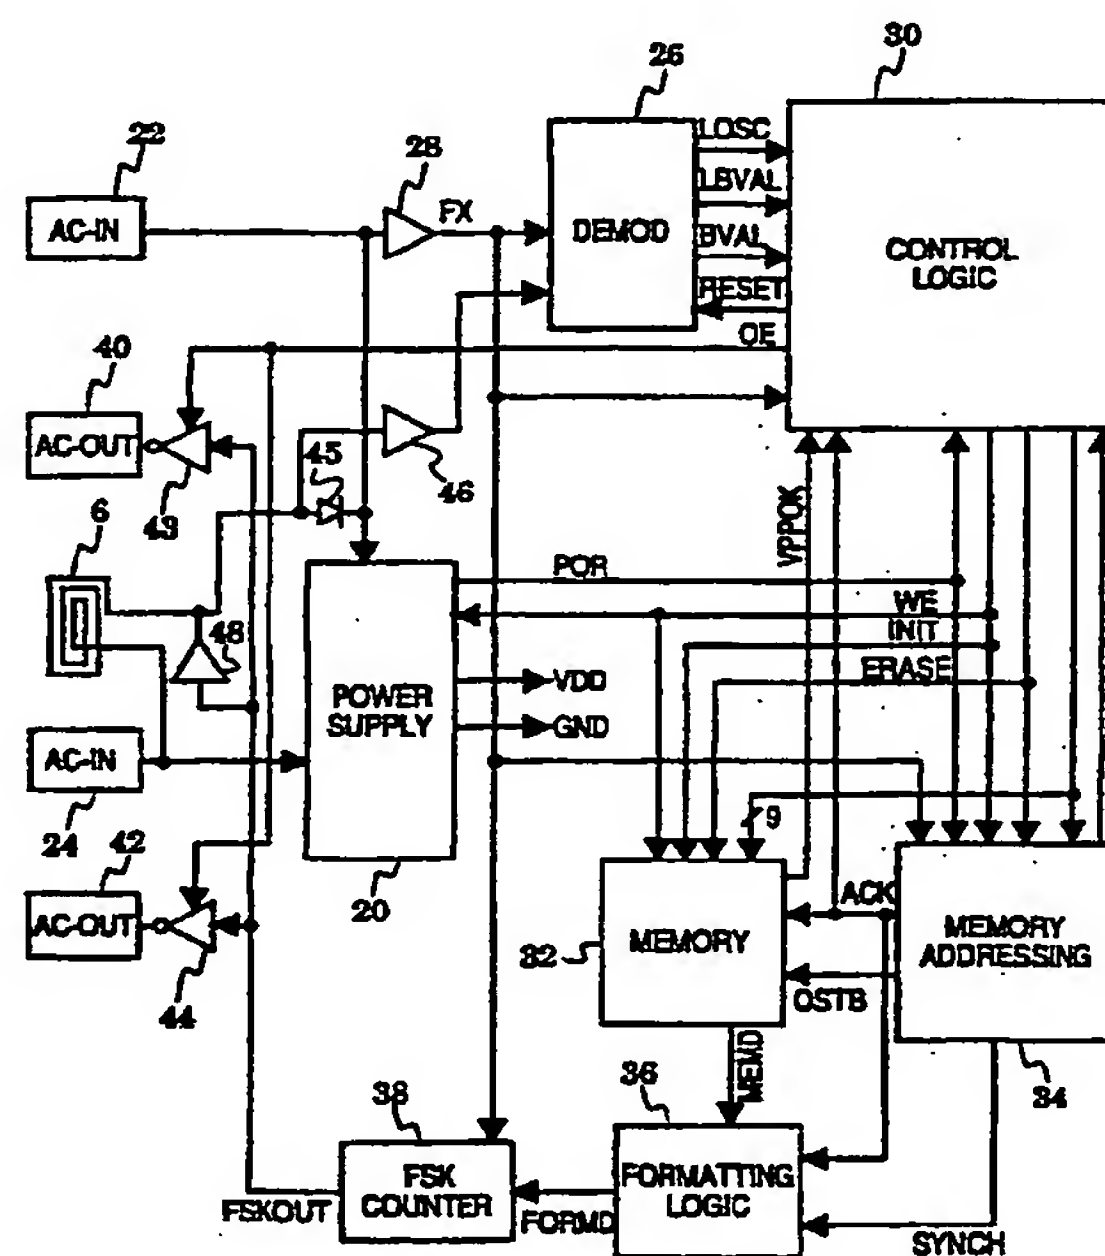 30
26
22
28
LOSC
FX
LBVAL
AC-IN
DEMOD
BVAL
CONTROL
LOGIC
RESET
OE
40
AC-OUT
45
46
43
6
VPPOK
POR
WE
INIT
48
ERASE
POWER
SUPPLY
VDD
GND
AC-IN
24
9
42
20
ACK
AC-OUT
MEMORY
MEMORY
ADDRESSING
32
OSTB
44
MEMD
36
34
38
FSK
COUNTER
FORMATTING
LOGIC
FSKOUT
FORMD
SYNCH